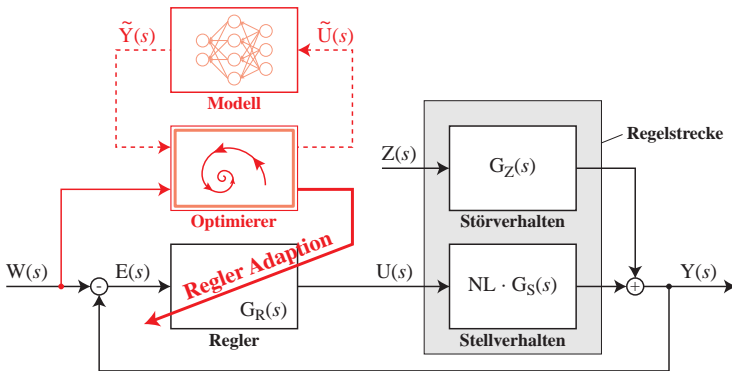 Ỹ(s)
Ũ(s)
Modell
Regelstrecke
Z(s)
G_Z(s)
Optimierer
Störverhalten
Regler Adaption
W(s)
-
E(s)
G_R(s)
U(s)
NL · G_S(s)
+
Y(s)
Regler
Stellverhalten